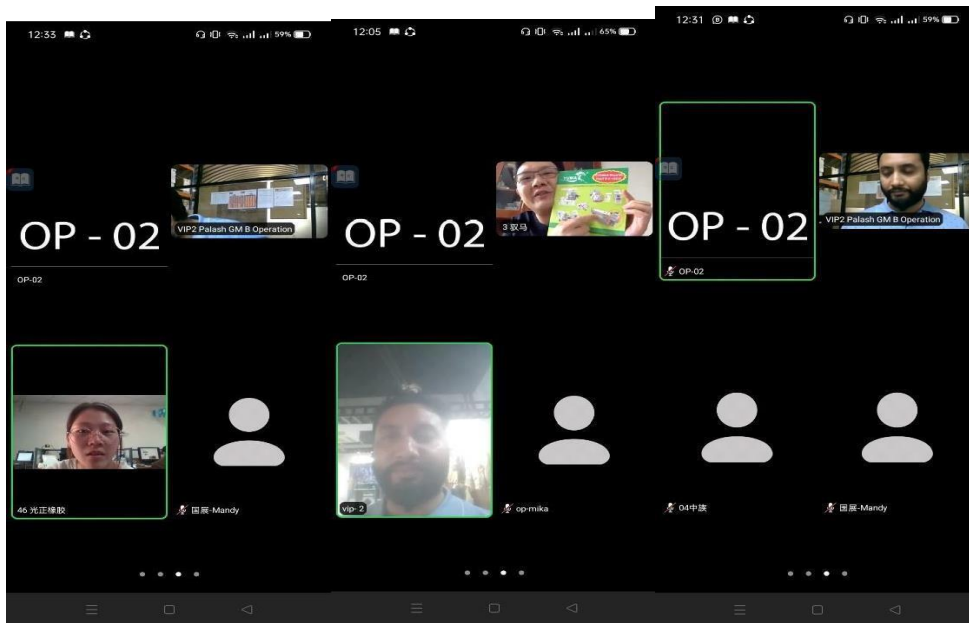 12:33
59%
OP - 02
OP-02
VIP2 Palash GM B Operation
46 光正橡胶
国展-Mandy
12:05
65%
OP - 02
OP-02
3 驭马
vip- 2
op-mika
12:31
59%
OP - 02
OP-02
VIP2 Palash GM B Operation
04中族
国展-Mandy